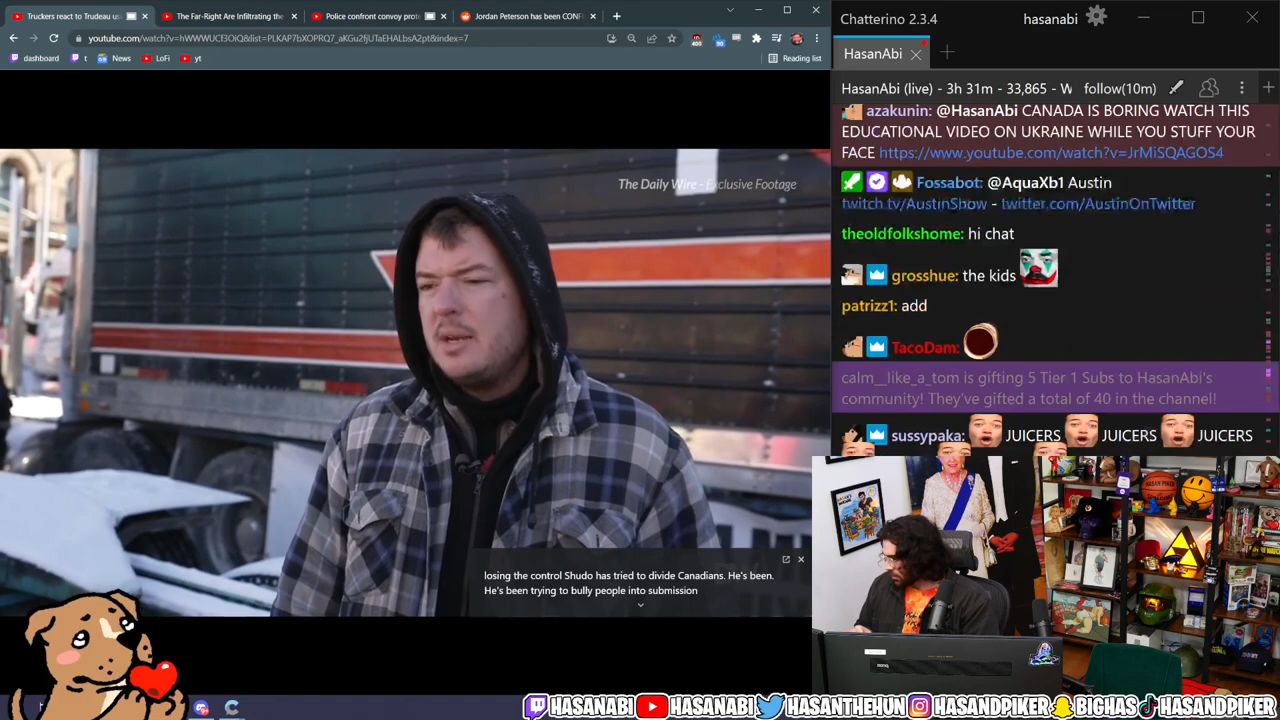 Truckers react to Trudeau us
The Far-Right Are Infiltrating the
Police confront convoy prote
Jordan Peterson has been CONF
youtube.com/watch?v=hWWWUCf3OiQ&list=PLKAP7bXOPRQ7_aKGu2fjUTaEHALbsA2pt&index=7
dashboard
t
News
LoFi
yt
Reading list
The Daily Wire - Exclusive Footage
losing the control Shudo has tried to divide Canadians. He's been.
He's been trying to bully people into submission
Chatterino 2.3.4
hasanabi
HasanAbi
HasanAbi (live) - 3h 31m - 33,865 - W
follow(10m)
azakunin: @HasanAbi CANADA IS BORING WATCH THIS
EDUCATIONAL VIDEO ON UKRAINE WHILE YOU STUFF YOUR
FACE https://www.youtube.com/watch?v=JrMiSQAGOS4
Fossabot: @AquaXb1 Austin
twitch tv/AustinShow - twitter.com/AustinOnTwitter
theoldfolkshome: hi chat
grosshue: the kids
patrizz1: add
TacoDam:
calm__like_a_tom is gifting 5 Tier 1 Subs to HasanAbi's
community! They've gifted a total of 40 in the channel!
sussypaka: JUICERS JUICERS JUICERS
HASANABI HASANABI HASANTHEHUN HASANDPIKER BIGHAS HASANDPIKER